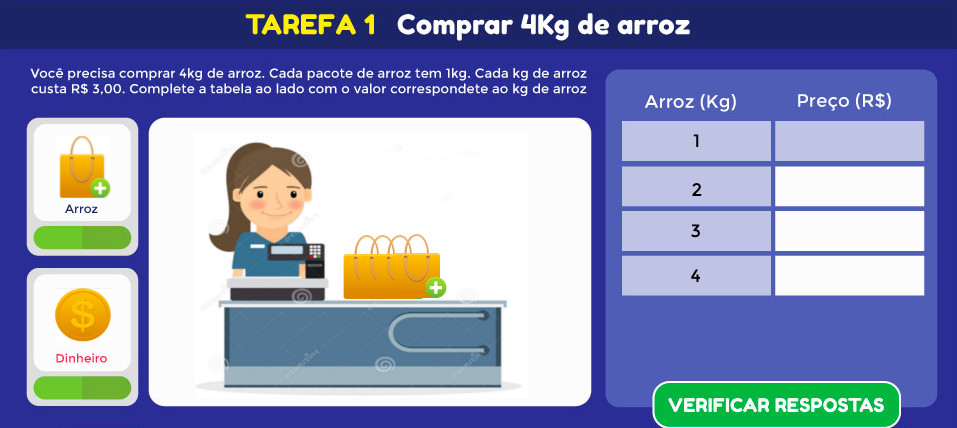 TAREFA 1 Comprar 4Kg de arroz
Você precisa comprar 4kg de arroz. Cada pacote de arroz tem 1kg. Cada kg de arroz
custa R$ 3,00. Complete a tabela ao lado com o valor correspondete ao kg de arroz
Arroz
$
Dinheiro
Arroz (Kg) Preço (R$)
1
2
3
4
VERIFICAR RESPOSTAS